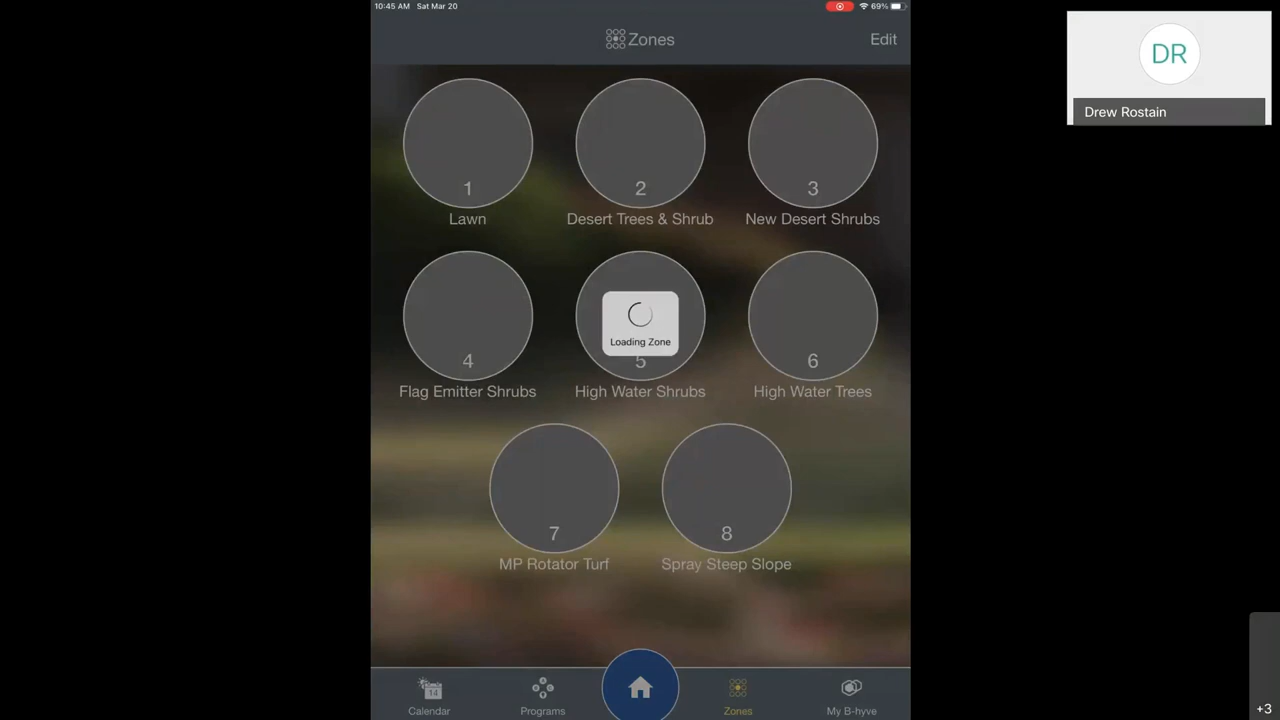 10:45 AM Sat Mar 20
69%
Zones
Edit
DR
Drew Rostain
1
2
3
Lawn
Desert Trees & Shrub
New Desert Shrubs
Loading Zone
4
5
6
Flag Emitter Shrubs
High Water Shrubs
High Water Trees
7
8
MP Rotator Turf
Spray Steep Slope
14
Calendar
Programs
Zones
My B-hyve
+3